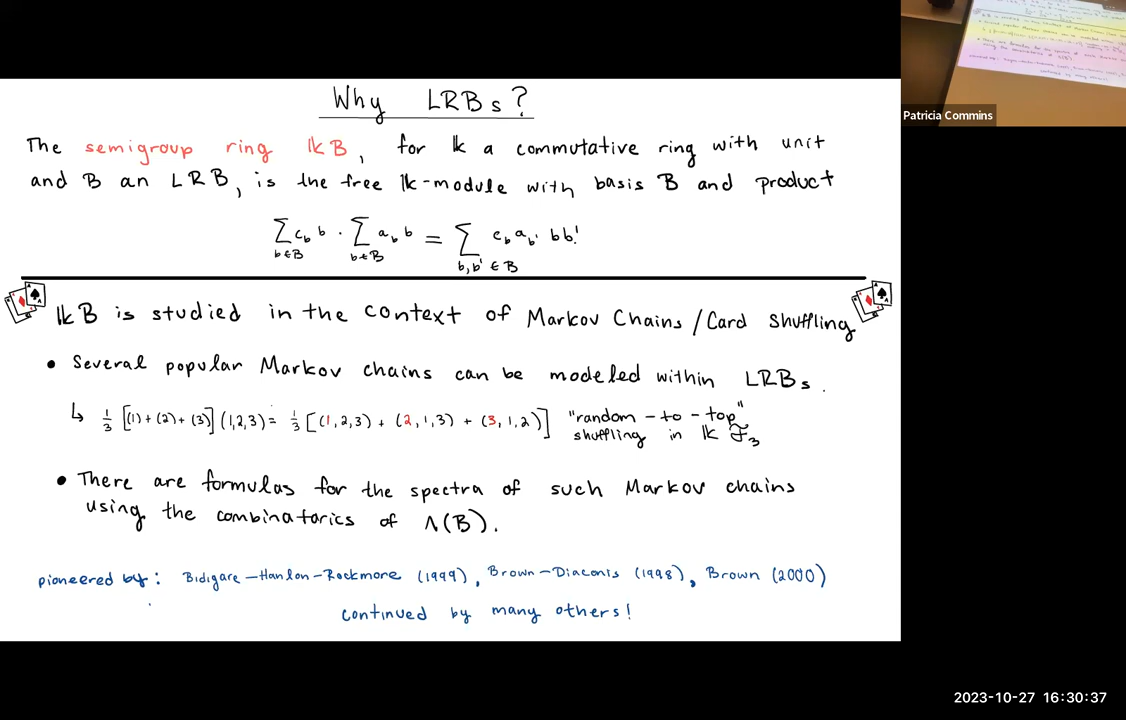 Why LRBs?
The semigroup ring 𝕜B, for 𝕜 a commutative ring with unit
and B an LRB, is the free 𝕜-module with basis B and product
∑_{b∈B} c_b b · ∑_{b∈B} a_b b = ∑_{b,b'∈B} c_b a_{b'} bb'.
𝕜B is studied in the context of Markov Chains/Card Shuffling
• Several popular Markov chains can be modeled within LRBs.
↳ 1/3 [(1)+(2)+(3)](1,2,3) = 1/3 [(1,2,3) + (2,1,3) + (3,1,2)] "random-to-top"
shuffling in 𝕜 ℱ_3
• There are formulas for the spectra of such Markov chains
using the combinatorics of Λ(B).
pioneered by: Bidigare-Hanlon-Rockmore (1999), Brown-Diaconis (1998), Brown (2000)
continued by many others!
Patricia Commins
2023-10-27 16:30:37